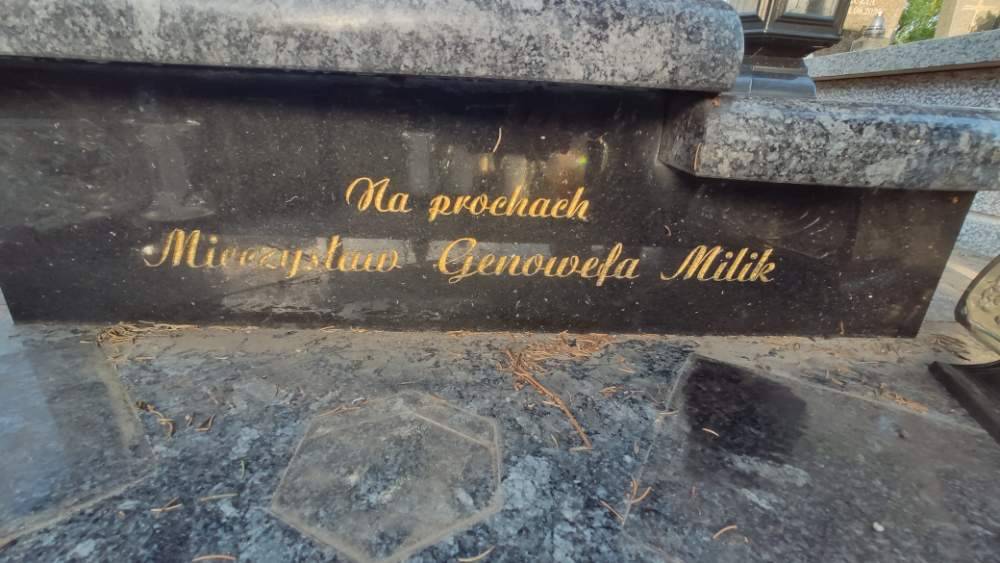 Na prochach
Mieczysław Genowefa Milik